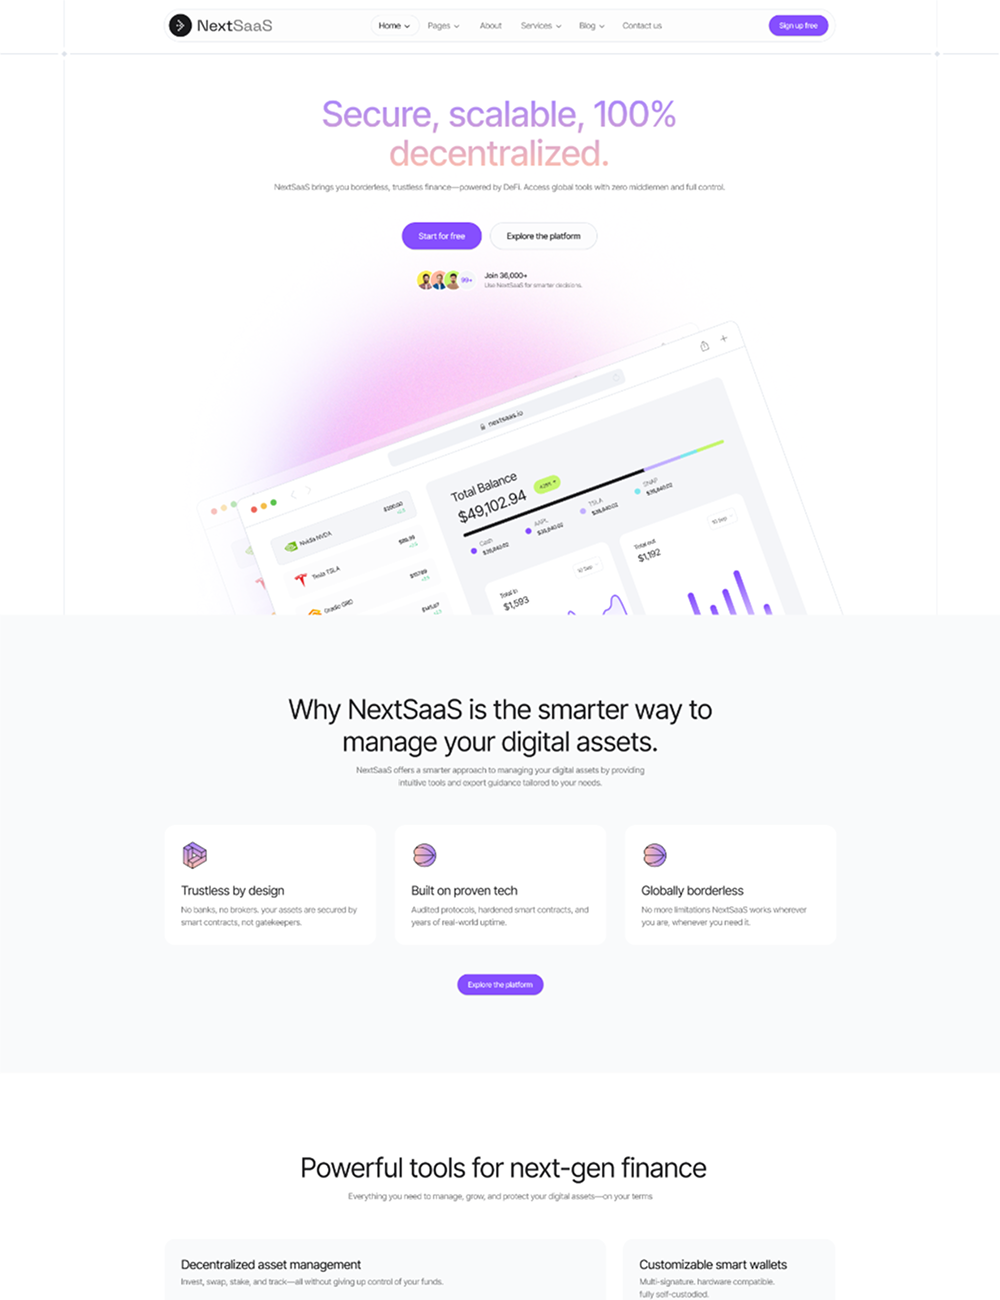 NextSaaS
Home
Pages
About
Services
Blog
Contact us
Sign up free
Secure, scalable, 100%
decentralized.
NextSaaS brings you borderless, trustless finance—powered by DeFi. Access global tools with zero middlemen and full control.
Start for free
Explore the platform
99+
Join 36,000+
Use NextSaaS for smarter decisions.
nextsaas.io
Total Balance
$49,102.94
Cash
AAPL
TSLA
SNAP
Nvidia NVDA
Tesla TSLA
Total in
$1,593
10 Sep
Total out
$1,192
10 Sep
Why NextSaaS is the smarter way to
manage your digital assets.
NextSaaS offers a smarter approach to managing your digital assets by providing
intuitive tools and expert guidance tailored to your needs.
Trustless by design
No banks, no brokers. your assets are secured by
smart contracts, not gatekeepers.
Built on proven tech
Audited protocols, hardened smart contracts, and
years of real-world uptime.
Globally borderless
No more limitations NextSaaS works wherever
you are, whenever you need it.
Explore the platform
Powerful tools for next-gen finance
Everything you need to manage, grow, and protect your digital assets—on your terms
Decentralized asset management
Invest, swap, stake, and track—all without giving up control of your funds.
Customizable smart wallets
Multi-signature. hardware compatible.
fully self-custodied.